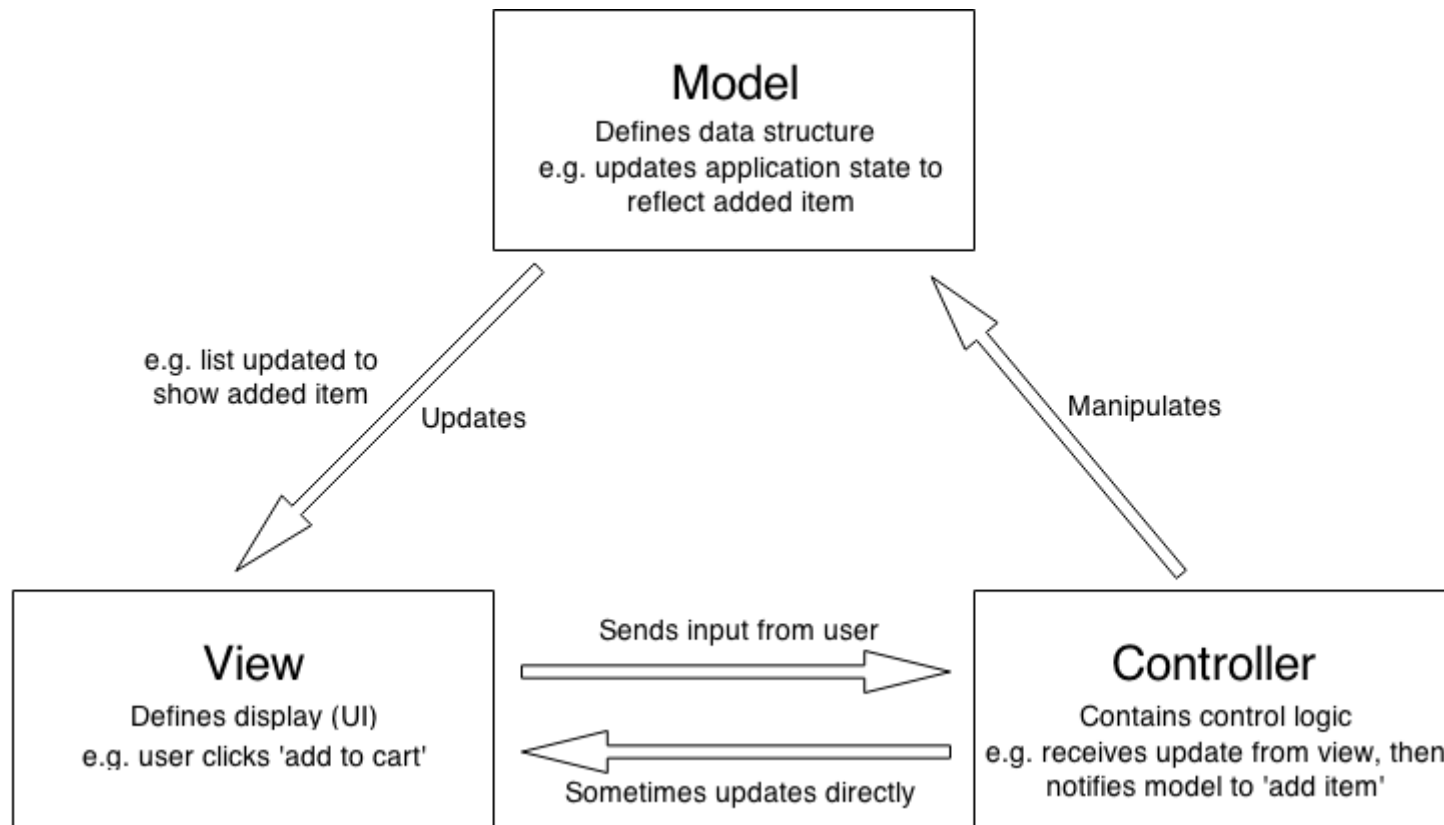 Model
Defines data structure
e.g. updates application state to
reflect added item
e.g. list updated to
show added item
Updates
Manipulates
View
Defines display (UI)
e.g. user clicks 'add to cart'
Sends input from user
Sometimes updates directly
Controller
Contains control logic
e.g. receives update from view, then
notifies model to 'add item'